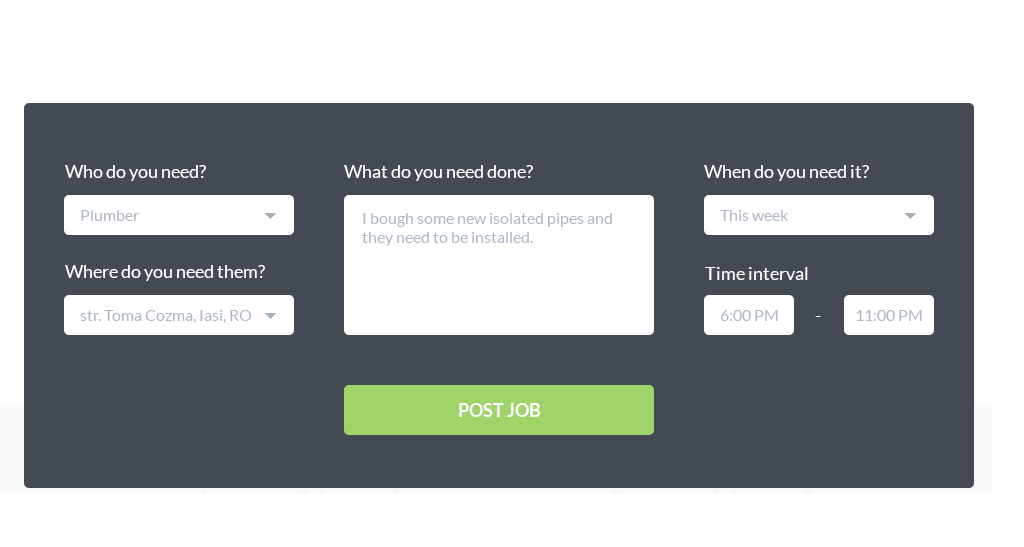 Who do you need?
Plumber
Where do you need them?
str. Toma Cozma, Iasi, RO
What do you need done?
I bough some new isolated pipes and
they need to be installed.
When do you need it?
This week
Time interval
6:00 PM - 11:00 PM
POST JOB